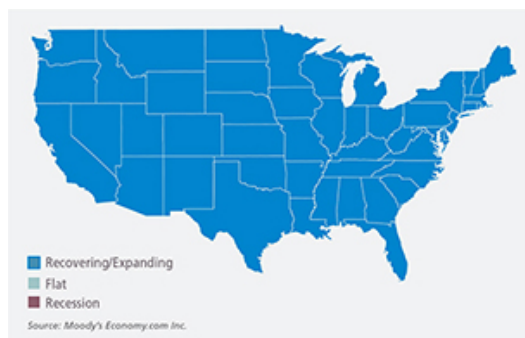 Recovering/Expanding
Flat
Recession
Source: Moody's Economy.com Inc.